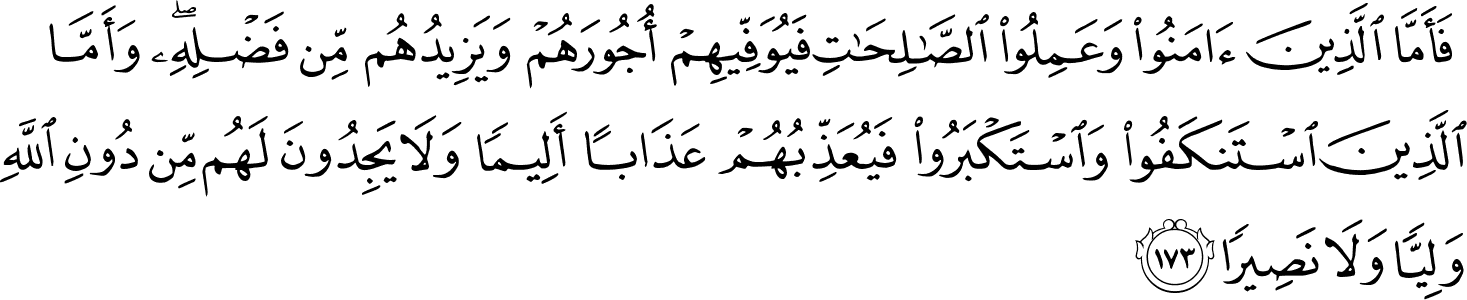 فَأَمَّا ٱلَّذِينَ ءَامَنُوا۟ وَعَمِلُوا۟ ٱلصَّـٰلِحَـٰتِ فَيُوَفِّيهِمْ أُجُورَهُمْ وَيَزِيدُهُم مِّن فَضْلِهِۦ ۖ وَأَمَّا
ٱلَّذِينَ ٱسْتَنكَفُوا۟ وَٱسْتَكْبَرُوا۟ فَيُعَذِّبُهُمْ عَذَابًا أَلِيمًا وَلَا يَجِدُونَ لَهُم مِّن دُونِ ٱللَّهِ
وَلِيًّا وَلَا نَصِيرًا ١٧٣